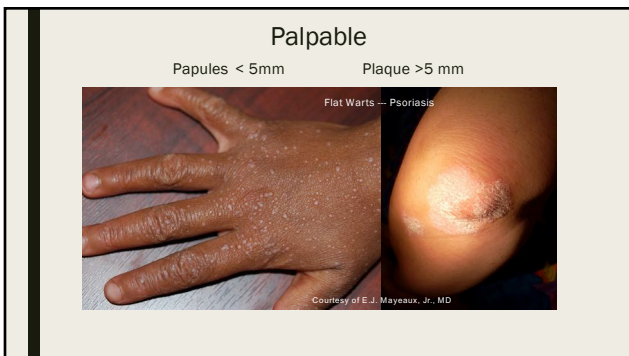 Palpable
Papules < 5mm Plaque >5 mm
Flat Warts --- Psoriasis
Courtesy of E.J. Mayeaux, Jr., MD